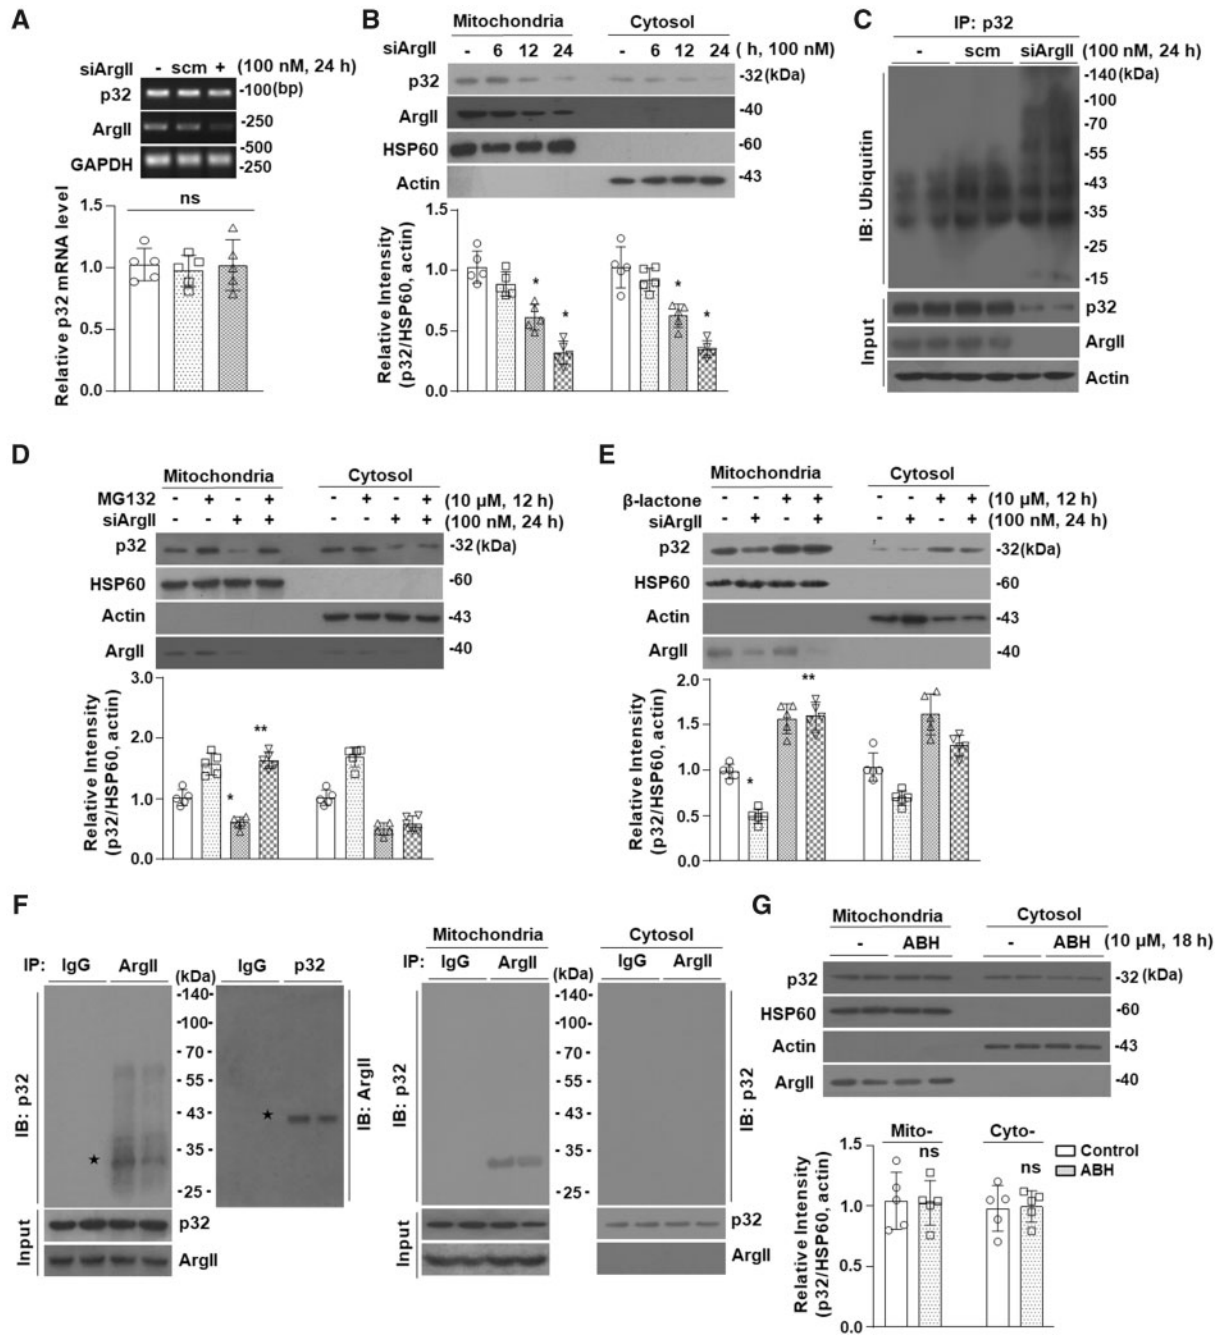 A
siArgII - scm + (100 nM, 24 h)
p32 -100(bp)
ArgII -250
-500
GAPDH -250
ns
Relative p32 mRNA level
1.5
1.0
0.5
0.0
B
Mitochondria Cytosol
siArgII - 6 12 24 - 6 12 24 ( h, 100 nM)
p32 -32(kDa)
ArgII -40
HSP60 -60
Actin -43
Relative Intensity
(p32/HSP60, actin)
1.5
1.0
0.5
0.0
* * * *
C
IP: p32
- scm siArgII (100 nM, 24 h)
IB: Ubiquitin
-140(kDa)
-100
-70
-55
-43
-35
-25
-15
Input
p32
ArgII
Actin
D
Mitochondria Cytosol
MG132 - + - + - + - + (10 µM, 12 h)
siArgII - - + + - - + + (100 nM, 24 h)
p32 -32(kDa)
HSP60 -60
Actin -43
ArgII -40
Relative Intensity
(p32/HSP60, actin)
3.0
2.0
1.0
0.0
* **
E
Mitochondria Cytosol
β-lactone - - + + - - + + (10 µM, 12 h)
siArgII - + - + - + - + (100 nM, 24 h)
p32 -32(kDa)
HSP60 -60
Actin -43
ArgII -40
Relative Intensity
(p32/HSP60, actin)
2.0
1.5
1.0
0.5
0.0
* **
F
IP: IgG ArgII (kDa) IgG p32
IB: p32
-140-
-100-
-70-
-55-
-43-
-35-
-25-
IB: ArgII
★ ★
Input
p32
ArgII
Mitochondria Cytosol
IP: IgG ArgII (kDa) IgG ArgII
IB: p32
-140-
-100-
-70-
-55-
-43-
-35-
-25-
IB: p32
Input
p32
ArgII
G
Mitochondria Cytosol
- ABH - ABH (10 µM, 18 h)
p32 -32 (kDa)
HSP60 -60
Actin -43
ArgII -40
Relative Intensity
(p32/HSP60, actin)
1.5
1.0
0.5
0.0
Mito- Cyto-
ns ns
Control
ABH